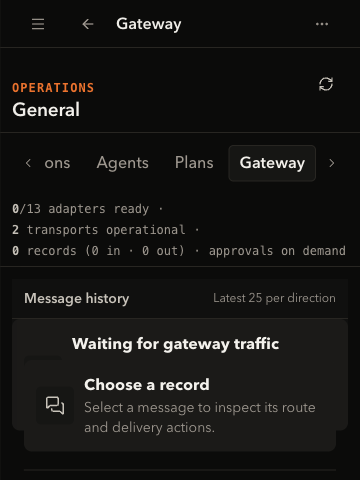 Gateway
OPERATIONS
General
ons Agents Plans Gateway
0/13 adapters ready ·
2 transports operational ·
0 records (0 in · 0 out) · approvals on demand
Message history Latest 25 per direction
Waiting for gateway traffic
Choose a record
Select a message to inspect its route
and delivery actions.